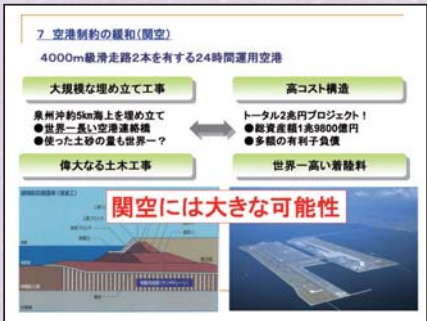 7 空港制約の緩和(関空)
4000m級滑走路2本を有する24時間運用空港
大規模な埋め立て工事
泉州沖約5km海上を埋め立て
●世界一長い空港連絡橋
●使った土砂の量も世界一？
偉大なる土木工事
高コスト構造
トータル2兆円プロジェクト！
●総資産額1兆9800億円
●多額の有利子負債
世界一高い着陸料
関空には大きな可能性